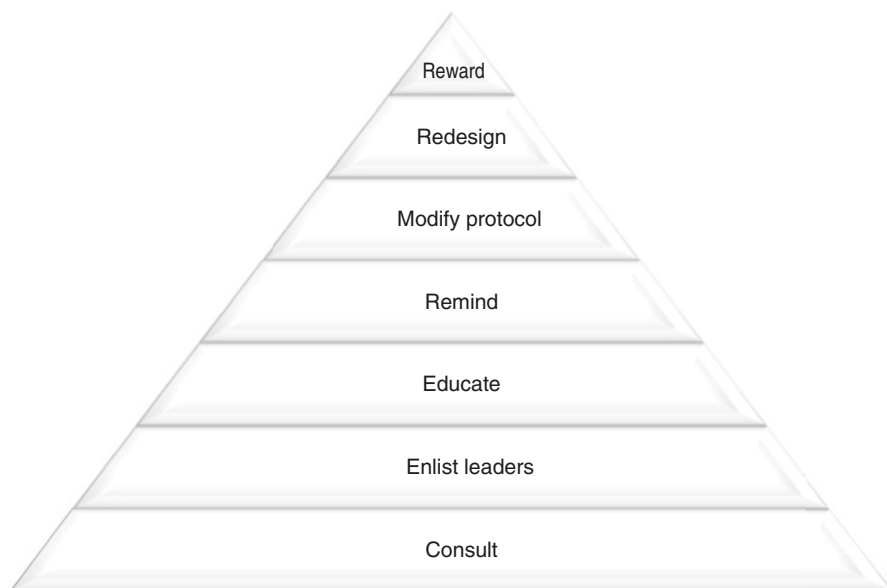 Reward
Redesign
Modify protocol
Remind
Educate
Enlist leaders
Consult